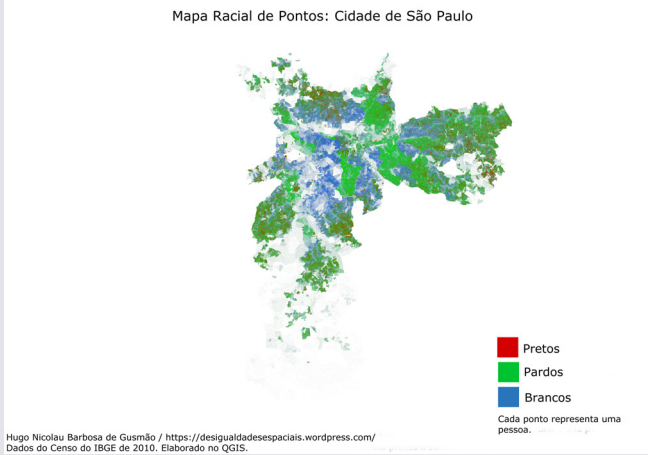 Mapa Racial de Pontos: Cidade de São Paulo
Pretos
Pardos
Brancos
Cada ponto representa uma
pessoa.
Hugo Nicolau Barbosa de Gusmão / https://desigualdadesespaciais.wordpress.com/
Dados do Censo do IBGE de 2010. Elaborado no QGIS.